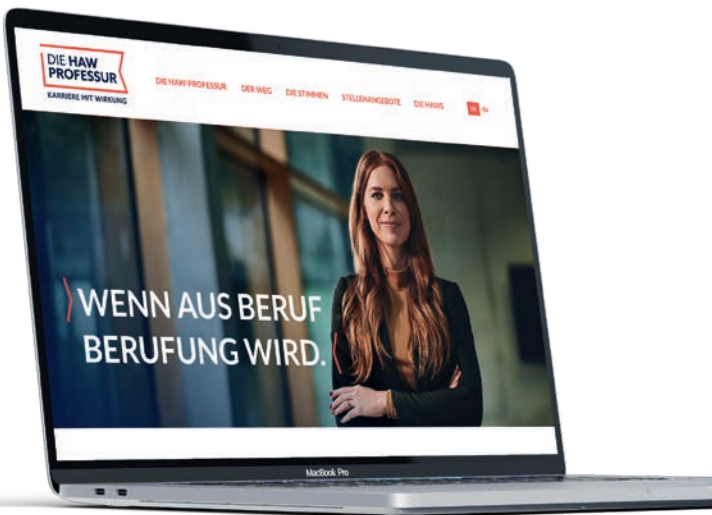 DIE HAW
PROFESSUR
KARRIERE MIT WIRKUNG
DIE HAW-PROFESSUR DER WEG DIE STIMMEN STELLENANGEBOTE DIE HAWS
WENN AUS BERUF
BERUFUNG WIRD.
MacBook Pro